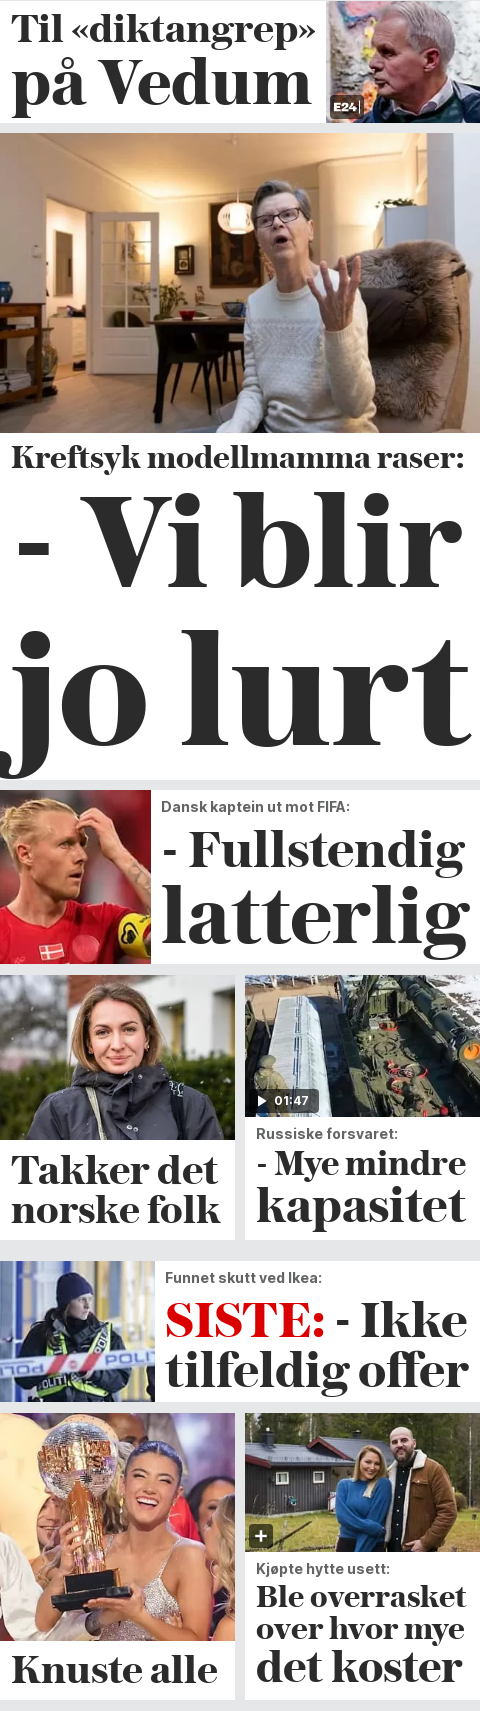 Til «diktangrep»
på Vedum
E24
Kreftsyk modellmamma raser:
- Vi blir
jo lurt
Dansk kaptein ut mot FIFA:
- Fullstendig
latterlig
Takker det
norske folk
01:47
Russiske forsvaret:
- Mye mindre
kapasitet
Funnet skutt ved Ikea:
SISTE: - Ikke
tilfeldig offer
POLITI
POLIT
POLITI
Knuste alle
Kjøpte hytte usett:
Ble overrasket
over hvor mye
det koster